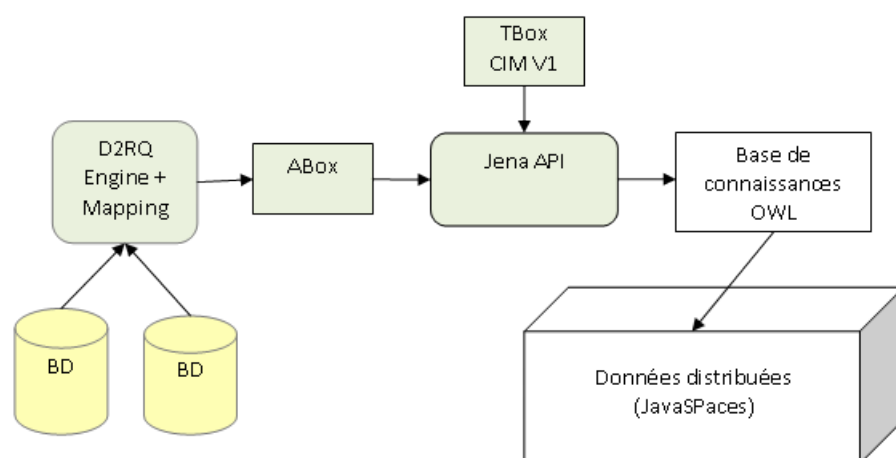 TBox
CIM V1
D2RQ
Engine +
Mapping
ABox
Jena API
Base de
connaissances
OWL
BD
BD
Données distribuées
(JavaSPaces)